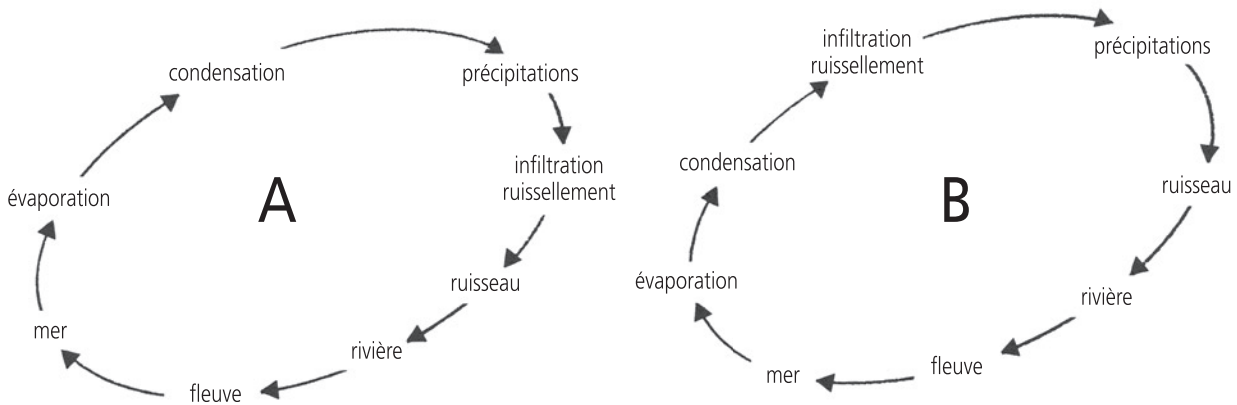 condensation
précipitations
infiltration
ruissellement
évaporation
A
ruisseau
mer
rivière
fleuve
infiltration
ruissellement
précipitations
condensation
B
ruisseau
évaporation
rivière
mer
fleuve